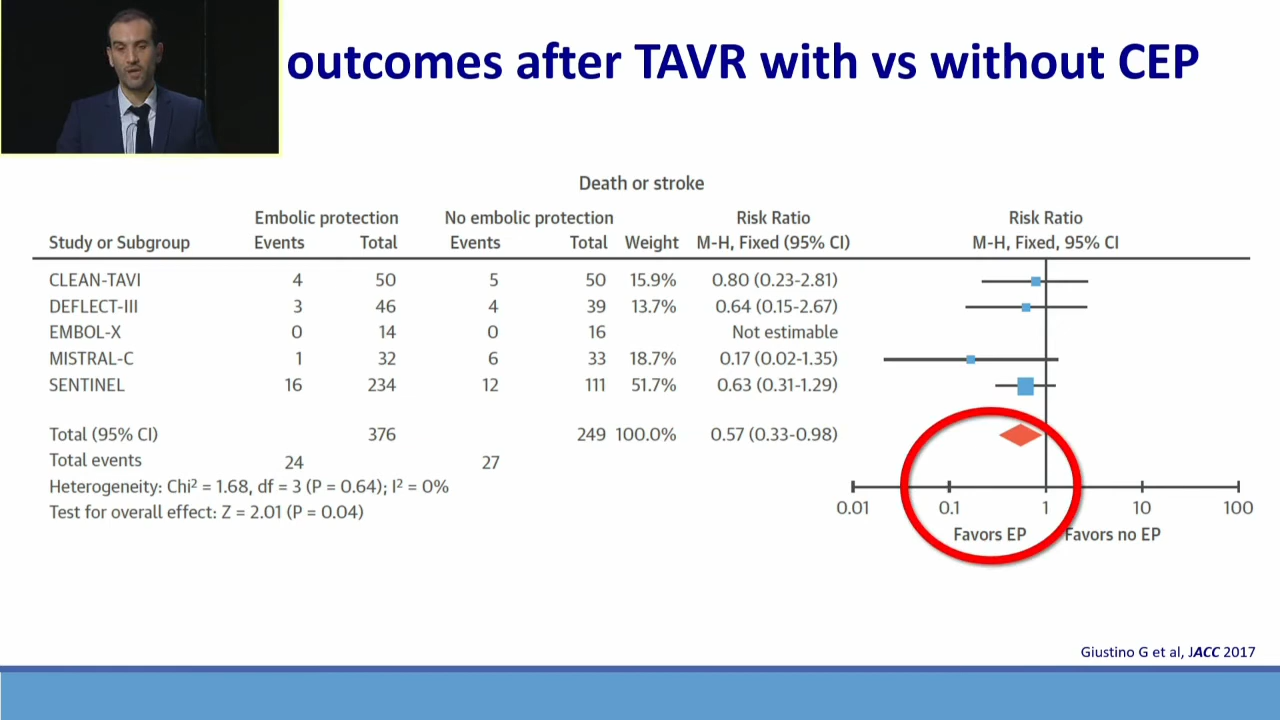 outcomes after TAVR with vs without CEP
Death or stroke
Embolic protection No embolic protection Risk Ratio Risk Ratio
Study or Subgroup Events Total Events Total Weight M-H, Fixed (95% CI) M-H, Fixed, 95% CI
CLEAN-TAVI 4 50 5 50 15.9% 0.80 (0.23-2.81)
DEFLECT-III 3 46 4 39 13.7% 0.64 (0.15-2.67)
EMBOL-X 0 14 0 16 Not estimable
MISTRAL-C 1 32 6 33 18.7% 0.17 (0.02-1.35)
SENTINEL 16 234 12 111 51.7% 0.63 (0.31-1.29)
Total (95% CI) 376 249 100.0% 0.57 (0.33-0.98)
Total events 24 27
Heterogeneity: Chi² = 1.68, df = 3 (P = 0.64); I² = 0%
Test for overall effect: Z = 2.01 (P = 0.04)
0.01 0.1 1 10 100
Favors EP Favors no EP
Giustino G et al, JACC 2017